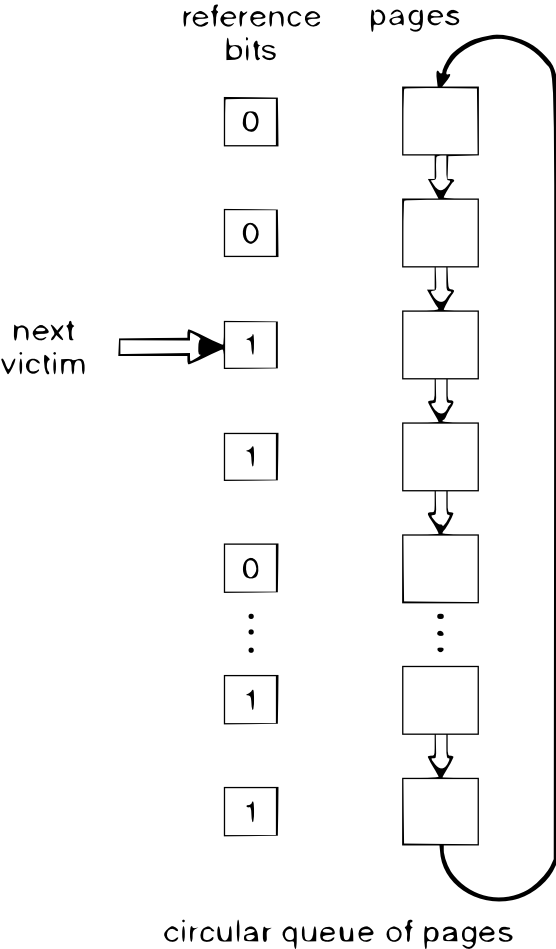 reference pages
bits
0
0
next
victim
1
1
0
1
1
circular queue of pages